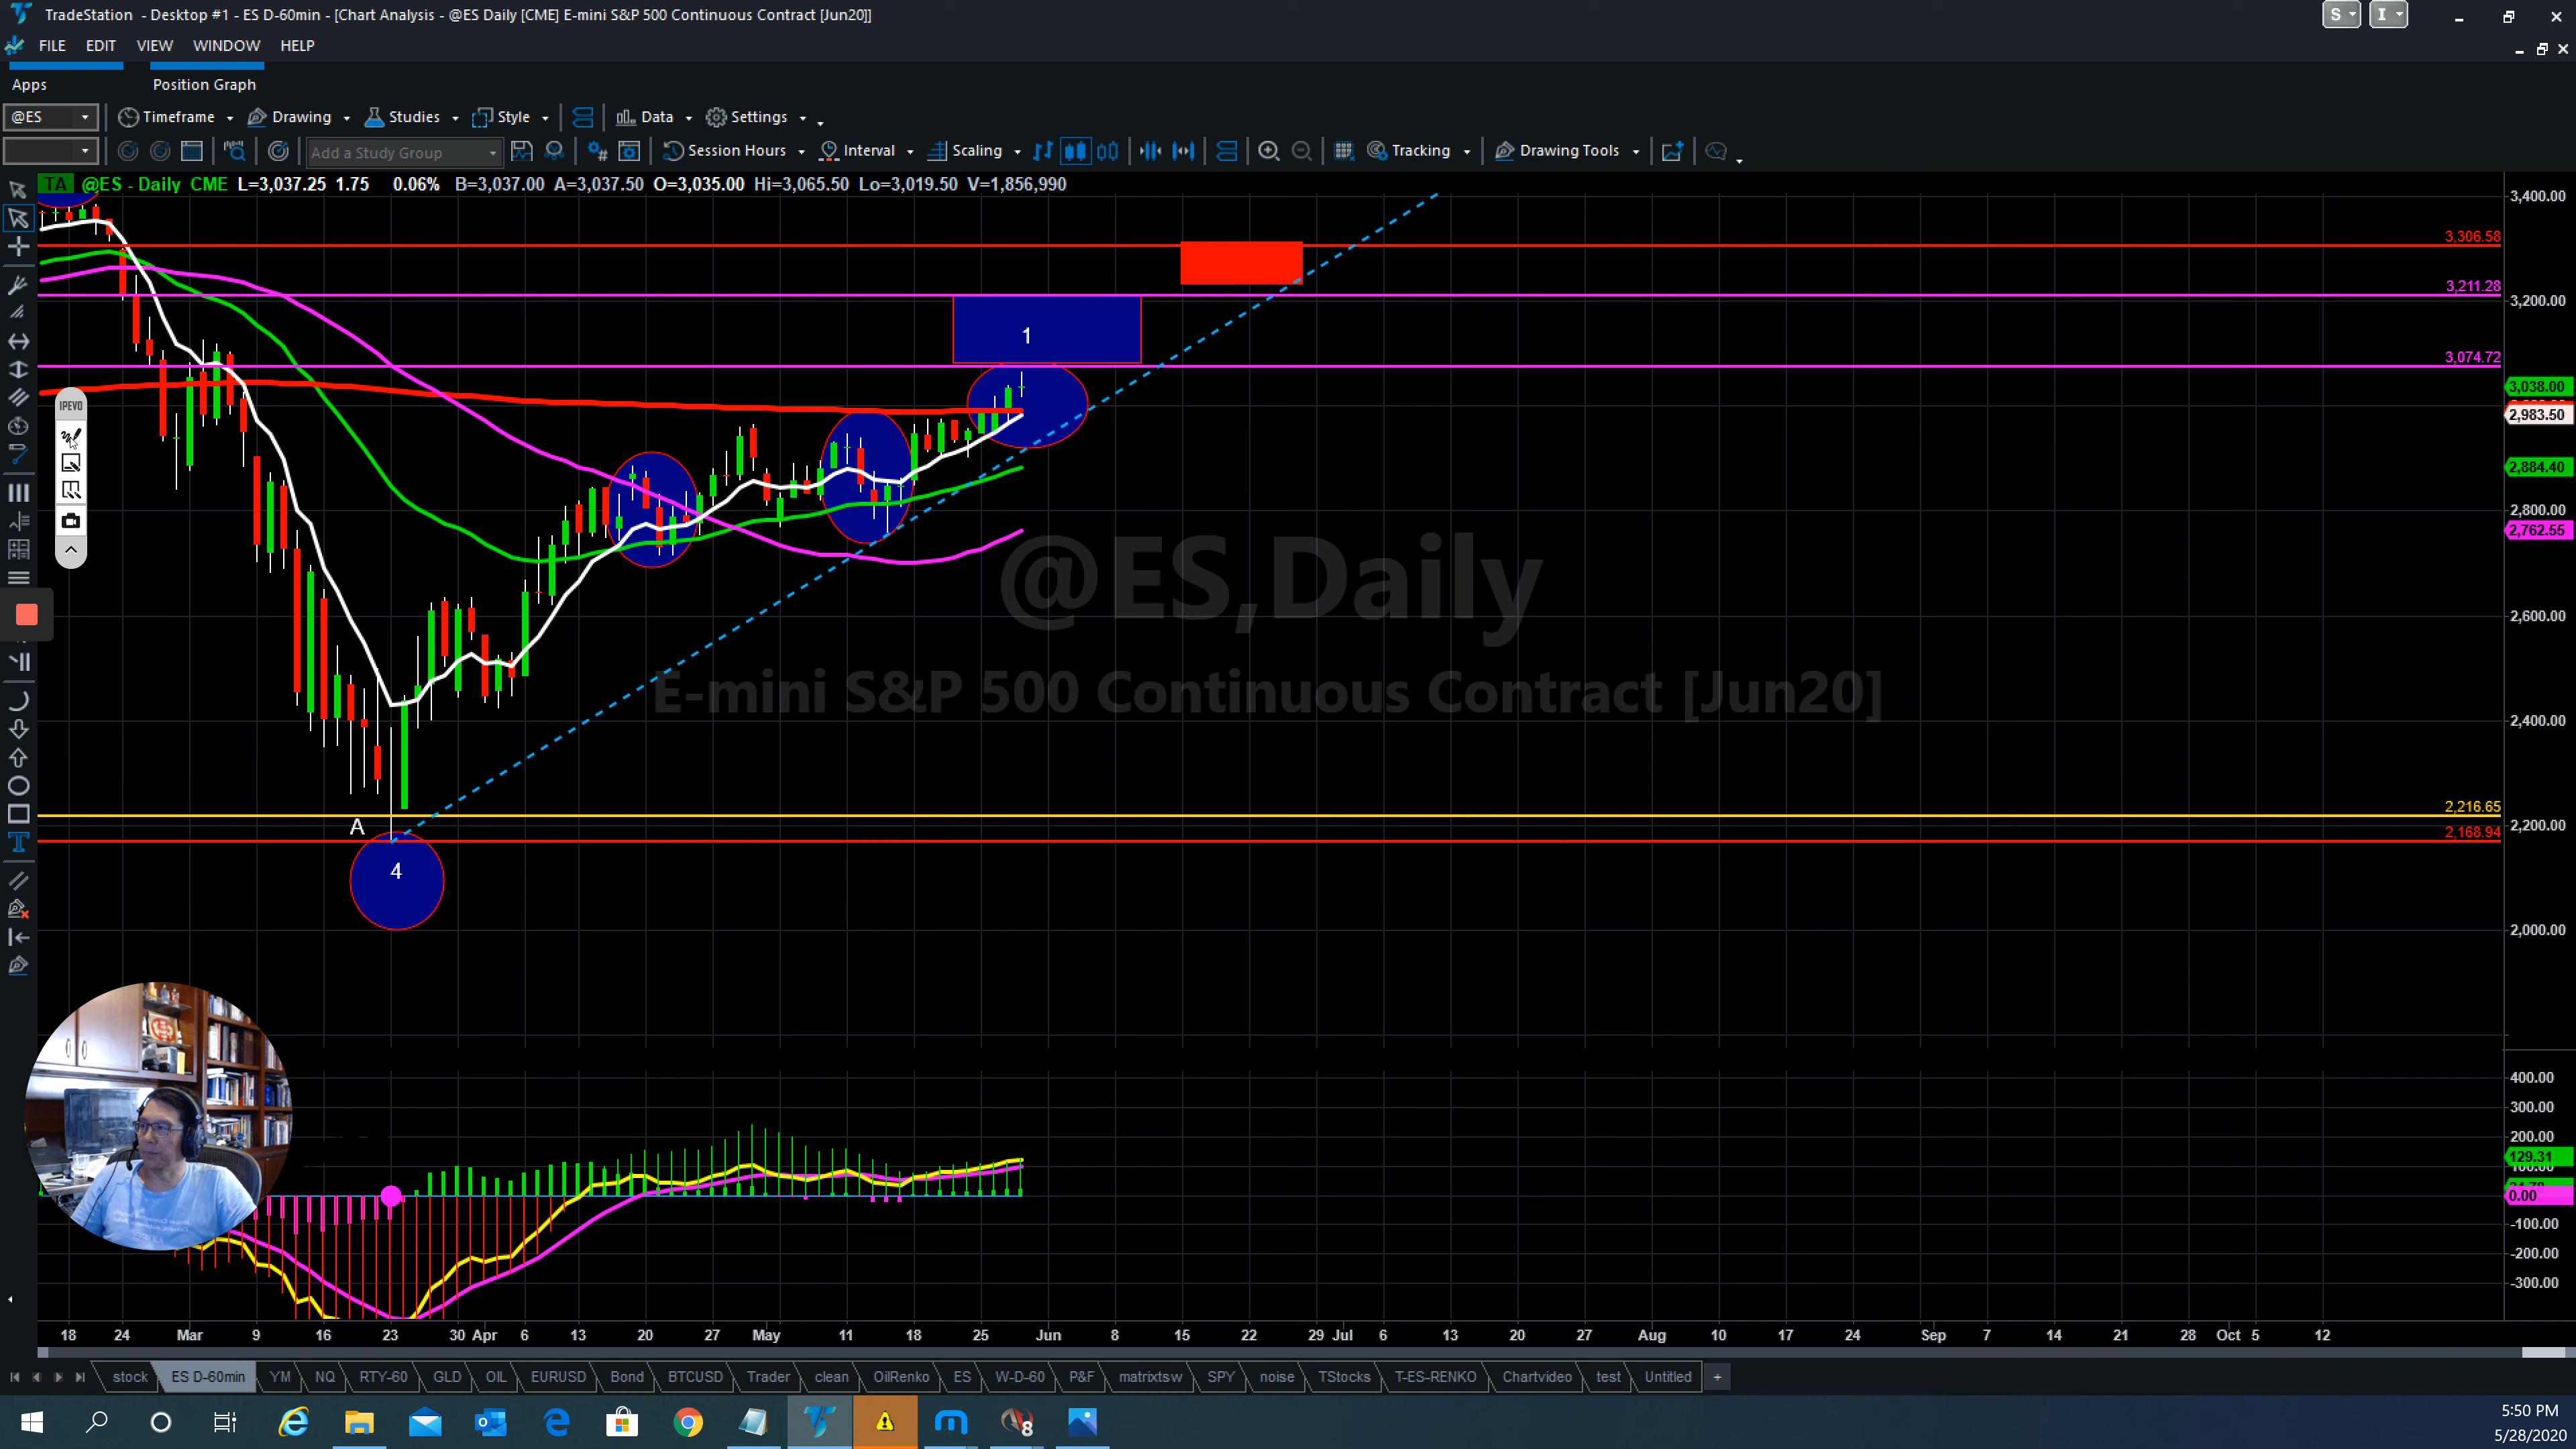 TradeStation - Desktop #1 - ES D-60min - [Chart Analysis - @ES Daily [CME] E-mini S&P 500 Continuous Contract [Jun20]]
S I
FILE EDIT VIEW WINDOW HELP
Apps Position Graph
@ES Timeframe Drawing Studies Style Data Settings
Add a Study Group Session Hours Interval Scaling Tracking Drawing Tools
TA @ES - Daily CME L=3,037.25 1.75 0.06% B=3,037.00 A=3,037.50 O=3,035.00 Hi=3,065.50 Lo=3,019.50 V=1,856,990
3,400.00
3,306.58
3,211.28
3,200.00
1
3,074.72
3,038.00
IPEVO
2,983.50
2,884.40
2,800.00
2,762.55
@ES,Daily
2,600.00
E-mini S&P 500 Continuous Contract [Jun20]
2,400.00
2,216.65
A
2,200.00
2,168.94
4
2,000.00
400.00
300.00
200.00
129.31
0.00
-100.00
-200.00
-300.00
18 24 Mar 9 16 23 30 Apr 6 13 20 27 May 11 18 25 Jun 8 15 22 29 Jul 6 13 20 27 Aug 10 17 24 Sep 7 14 21 28 Oct 5 12
stock ES D-60min YM NQ RTY-60 GLD OIL EURUSD Bond BTCUSD Trader clean OilRenko ES W-D-60 P&F matrixtsw SPY noise TStocks T-ES-RENKO Chartvideo test Untitled +
8
5:50 PM
5/28/2020